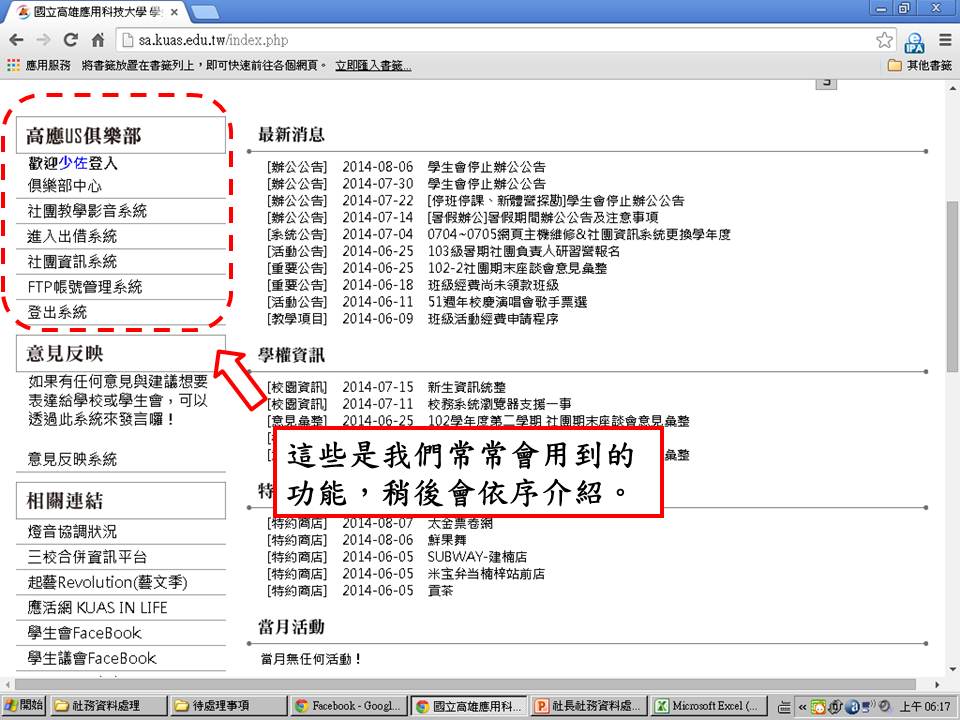 國立高雄應用科技大學 學
sa.kuas.edu.tw/index.php
應用服務 將書籤放置在書籤列上，即可快速前往各個網頁。 立即匯入書籤...
其他書籤
高應US俱樂部
歡迎少佐登入
俱樂部中心
社團教學影音系統
進入出借系統
社團資訊系統
FTP帳號管理系統
登出系統
意見反映
如果有任何意見與建議想要
表達給學校或學生會，可以
透過此系統來發言囉！
意見反映系統
相關連結
燈音協調狀況
三校合併資訊平台
起藝Revolution(藝文季)
應活網 KUAS IN LIFE
學生會FaceBook
學生議會FaceBook
最新消息
[辦公公告] 2014-08-06 學生會停止辦公公告
[辦公公告] 2014-07-30 學生會停止辦公公告
[辦公公告] 2014-07-22 [停班停課、新體營探勘]學生會停止辦公公告
[辦公公告] 2014-07-14 [暑假辦公]暑假期間辦公公告及注意事項
[系統公告] 2014-07-04 0704~0705網頁主機維修&社團資訊系統更換學年度
[活動公告] 2014-06-25 103級暑期社團負責人研習營報名
[重要公告] 2014-06-25 102-2社團期末座談會意見彙整
[重要公告] 2014-06-18 班級經費尚未領款班級
[活動公告] 2014-06-11 51週年校慶演唱會歌手票選
[教學項目] 2014-06-09 班級活動經費申請程序
學權資訊
[校園資訊] 2014-07-15 新生資訊統整
[校園資訊] 2014-07-11 校務系統瀏覽器支援一事
[意見彙整] 2014-06-25 102學年度第二學期 社團期末座談會意見彙整
彙整
這些是我們常常會用到的
功能，稍後會依序介紹。
特
[特約商店] 2014-08-07 太金票卷網
[特約商店] 2014-08-06 鮮果舞
[特約商店] 2014-06-05 SUBWAY-建楠店
[特約商店] 2014-06-05 米宝弁当楠梓站前店
[特約商店] 2014-06-05 貢茶
當月活動
當月無任何活動！
開始 社務資料處理 待處理事項 Facebook - Googl... 國立高雄應用科... 社長社務資料處... Microsoft Excel (... 上午 06:17